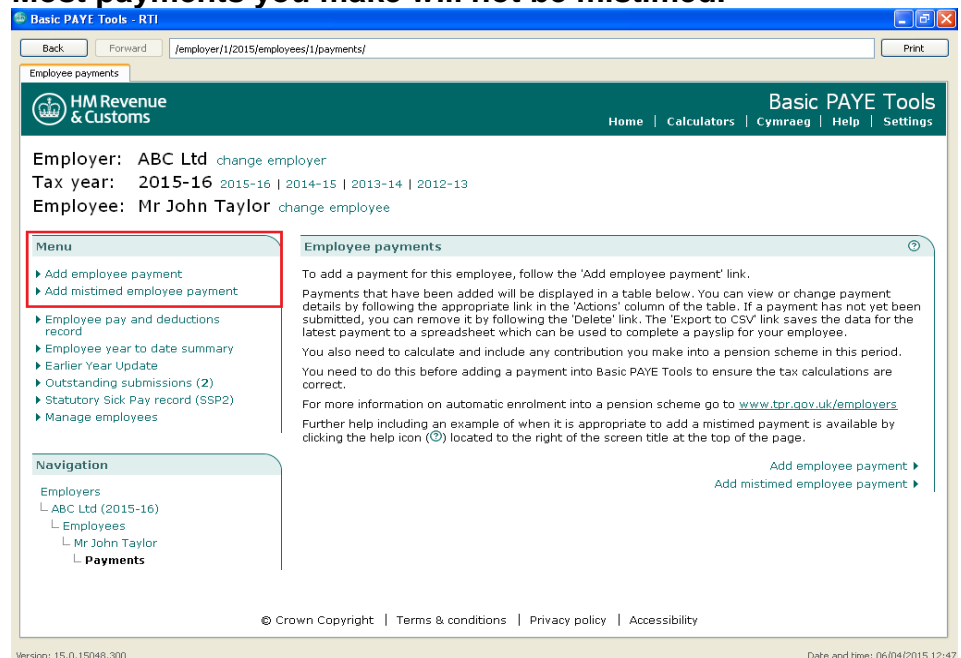 Most payments you make will not be mistimed.
Basic PAYE Tools - RTI
Back Forward /employer/1/2015/employees/1/payments/ Print
Employee payments
HM Revenue
& Customs
Basic PAYE Tools
Home | Calculators | Cymraeg | Help | Settings
Employer: ABC Ltd change employer
Tax year: 2015-16 2015-16 | 2014-15 | 2013-14 | 2012-13
Employee: Mr John Taylor change employee
Menu
Add employee payment
Add mistimed employee payment
Employee pay and deductions
record
Employee year to date summary
Earlier Year Update
Outstanding submissions (2)
Statutory Sick Pay record (SSP2)
Manage employees
Navigation
Employers
ABC Ltd (2015-16)
Employees
Mr John Taylor
Payments
Employee payments ?
To add a payment for this employee, follow the 'Add employee payment' link.
Payments that have been added will be displayed in a table below. You can view or change payment
details by following the appropriate link in the 'Actions' column of the table. If a payment has not yet been
submitted, you can remove it by following the 'Delete' link. The 'Export to CSV' link saves the data for the
latest payment to a spreadsheet which can be used to complete a payslip for your employee.
You also need to calculate and include any contribution you make into a pension scheme in this period.
You need to do this before adding a payment into Basic PAYE Tools to ensure the tax calculations are
correct.
For more information on automatic enrolment into a pension scheme go to www.tpr.gov.uk/employers
Further help including an example of when it is appropriate to add a mistimed payment is available by
clicking the help icon (?) located to the right of the screen title at the top of the page.
Add employee payment
Add mistimed employee payment
© Crown Copyright | Terms & conditions | Privacy policy | Accessibility
Version: 15.0.15048.300 Date and time: 06/04/2015 12:47